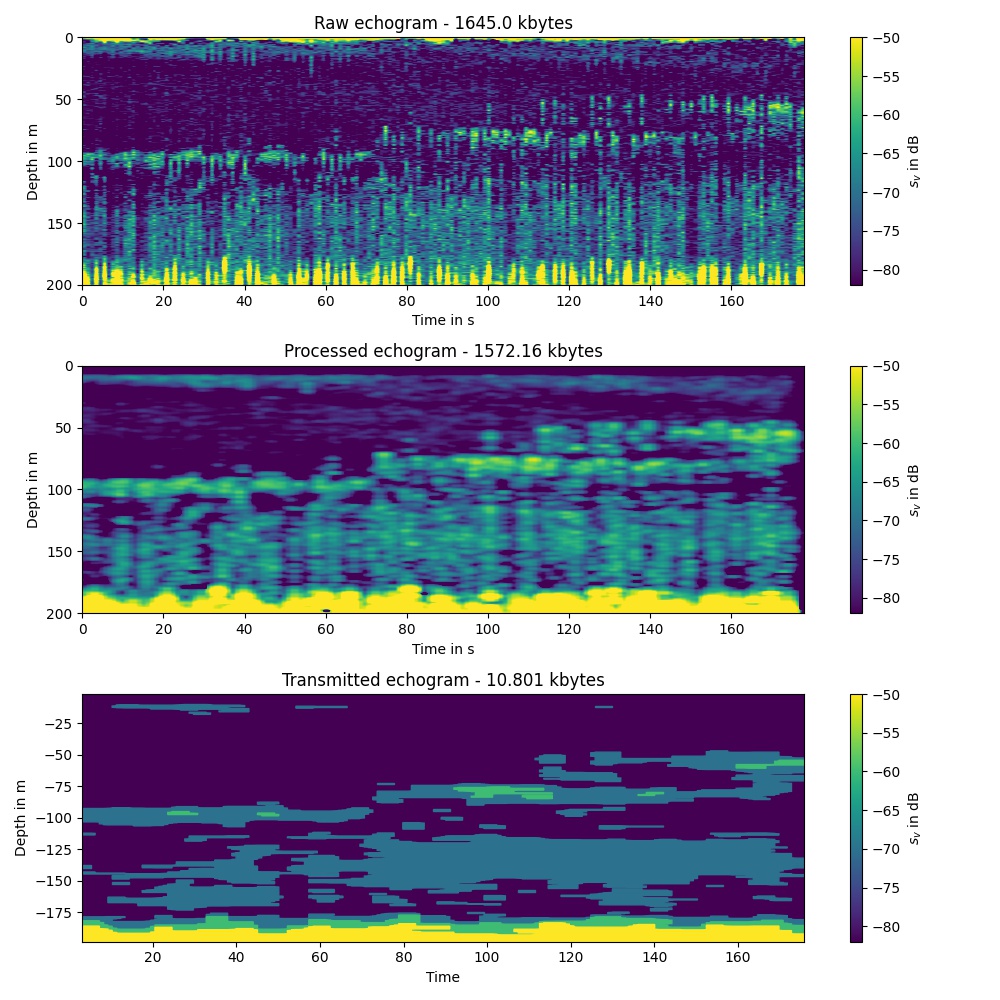 Raw echogram - 1645.0 kbytes
0
50
100
150
200
Depth in m
0 20 40 60 80 100 120 140 160
Time in s
−50
−55
−60
−65
−70
−75
−80
sᵥ in dB
Processed echogram - 1572.16 kbytes
0
50
100
150
200
Depth in m
0 20 40 60 80 100 120 140 160
Time in s
−50
−55
−60
−65
−70
−75
−80
sᵥ in dB
Transmitted echogram - 10.801 kbytes
−25
−50
−75
−100
−125
−150
−175
Depth in m
20 40 60 80 100 120 140 160
Time
−50
−55
−60
−65
−70
−75
−80
sᵥ in dB